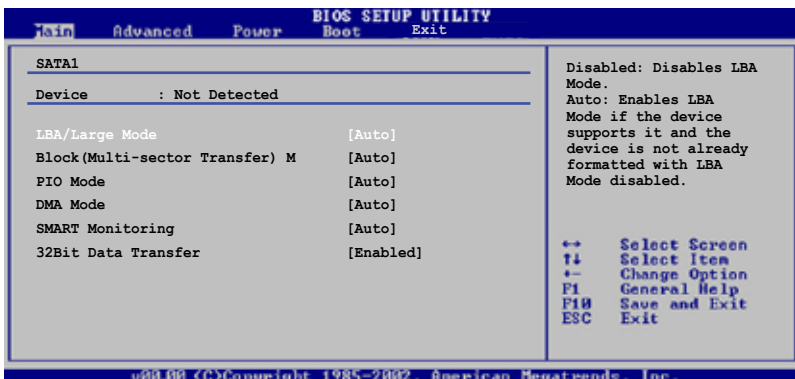 BIOS SETUP UTILITY
Main Advanced Power Boot Exit
SATA1
Device : Not Detected
LBA/Large Mode [Auto]
Block(Multi-sector Transfer) M [Auto]
PIO Mode [Auto]
DMA Mode [Auto]
SMART Monitoring [Auto]
32Bit Data Transfer [Enabled]
Disabled: Disables LBA
Mode.
Auto: Enables LBA
Mode if the device
supports it and the
device is not already
formatted with LBA
Mode disabled.
←→ Select Screen
↑↓ Select Item
+- Change Option
F1 General Help
F10 Save and Exit
ESC Exit
v00.00 (C)Copyright 1985-2002, American Megatrends, Inc.